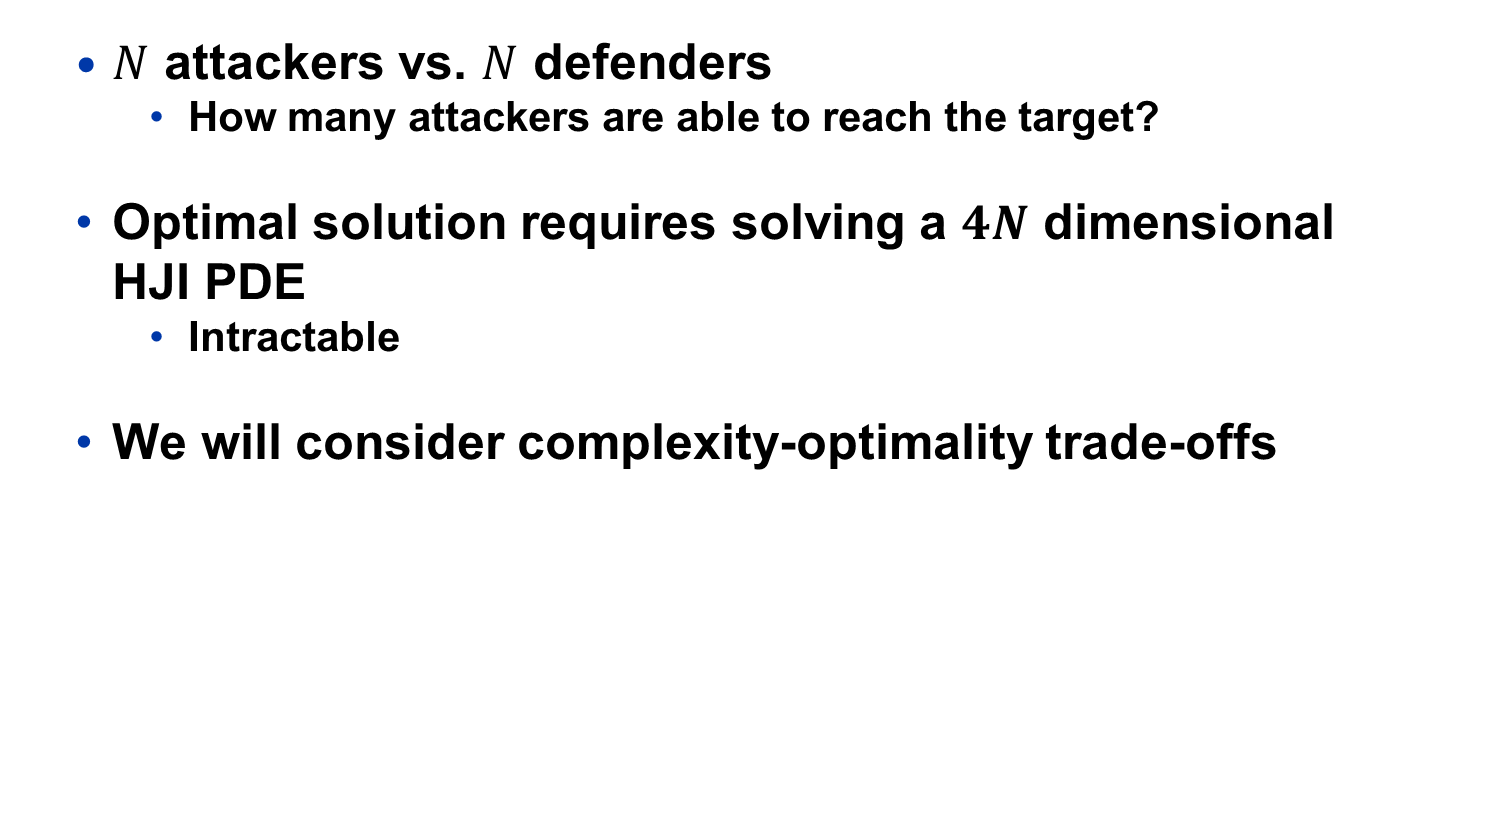 • N attackers vs. N defenders
• How many attackers are able to reach the target?
• Optimal solution requires solving a 4N dimensional
HJI PDE
• Intractable
• We will consider complexity-optimality trade-offs